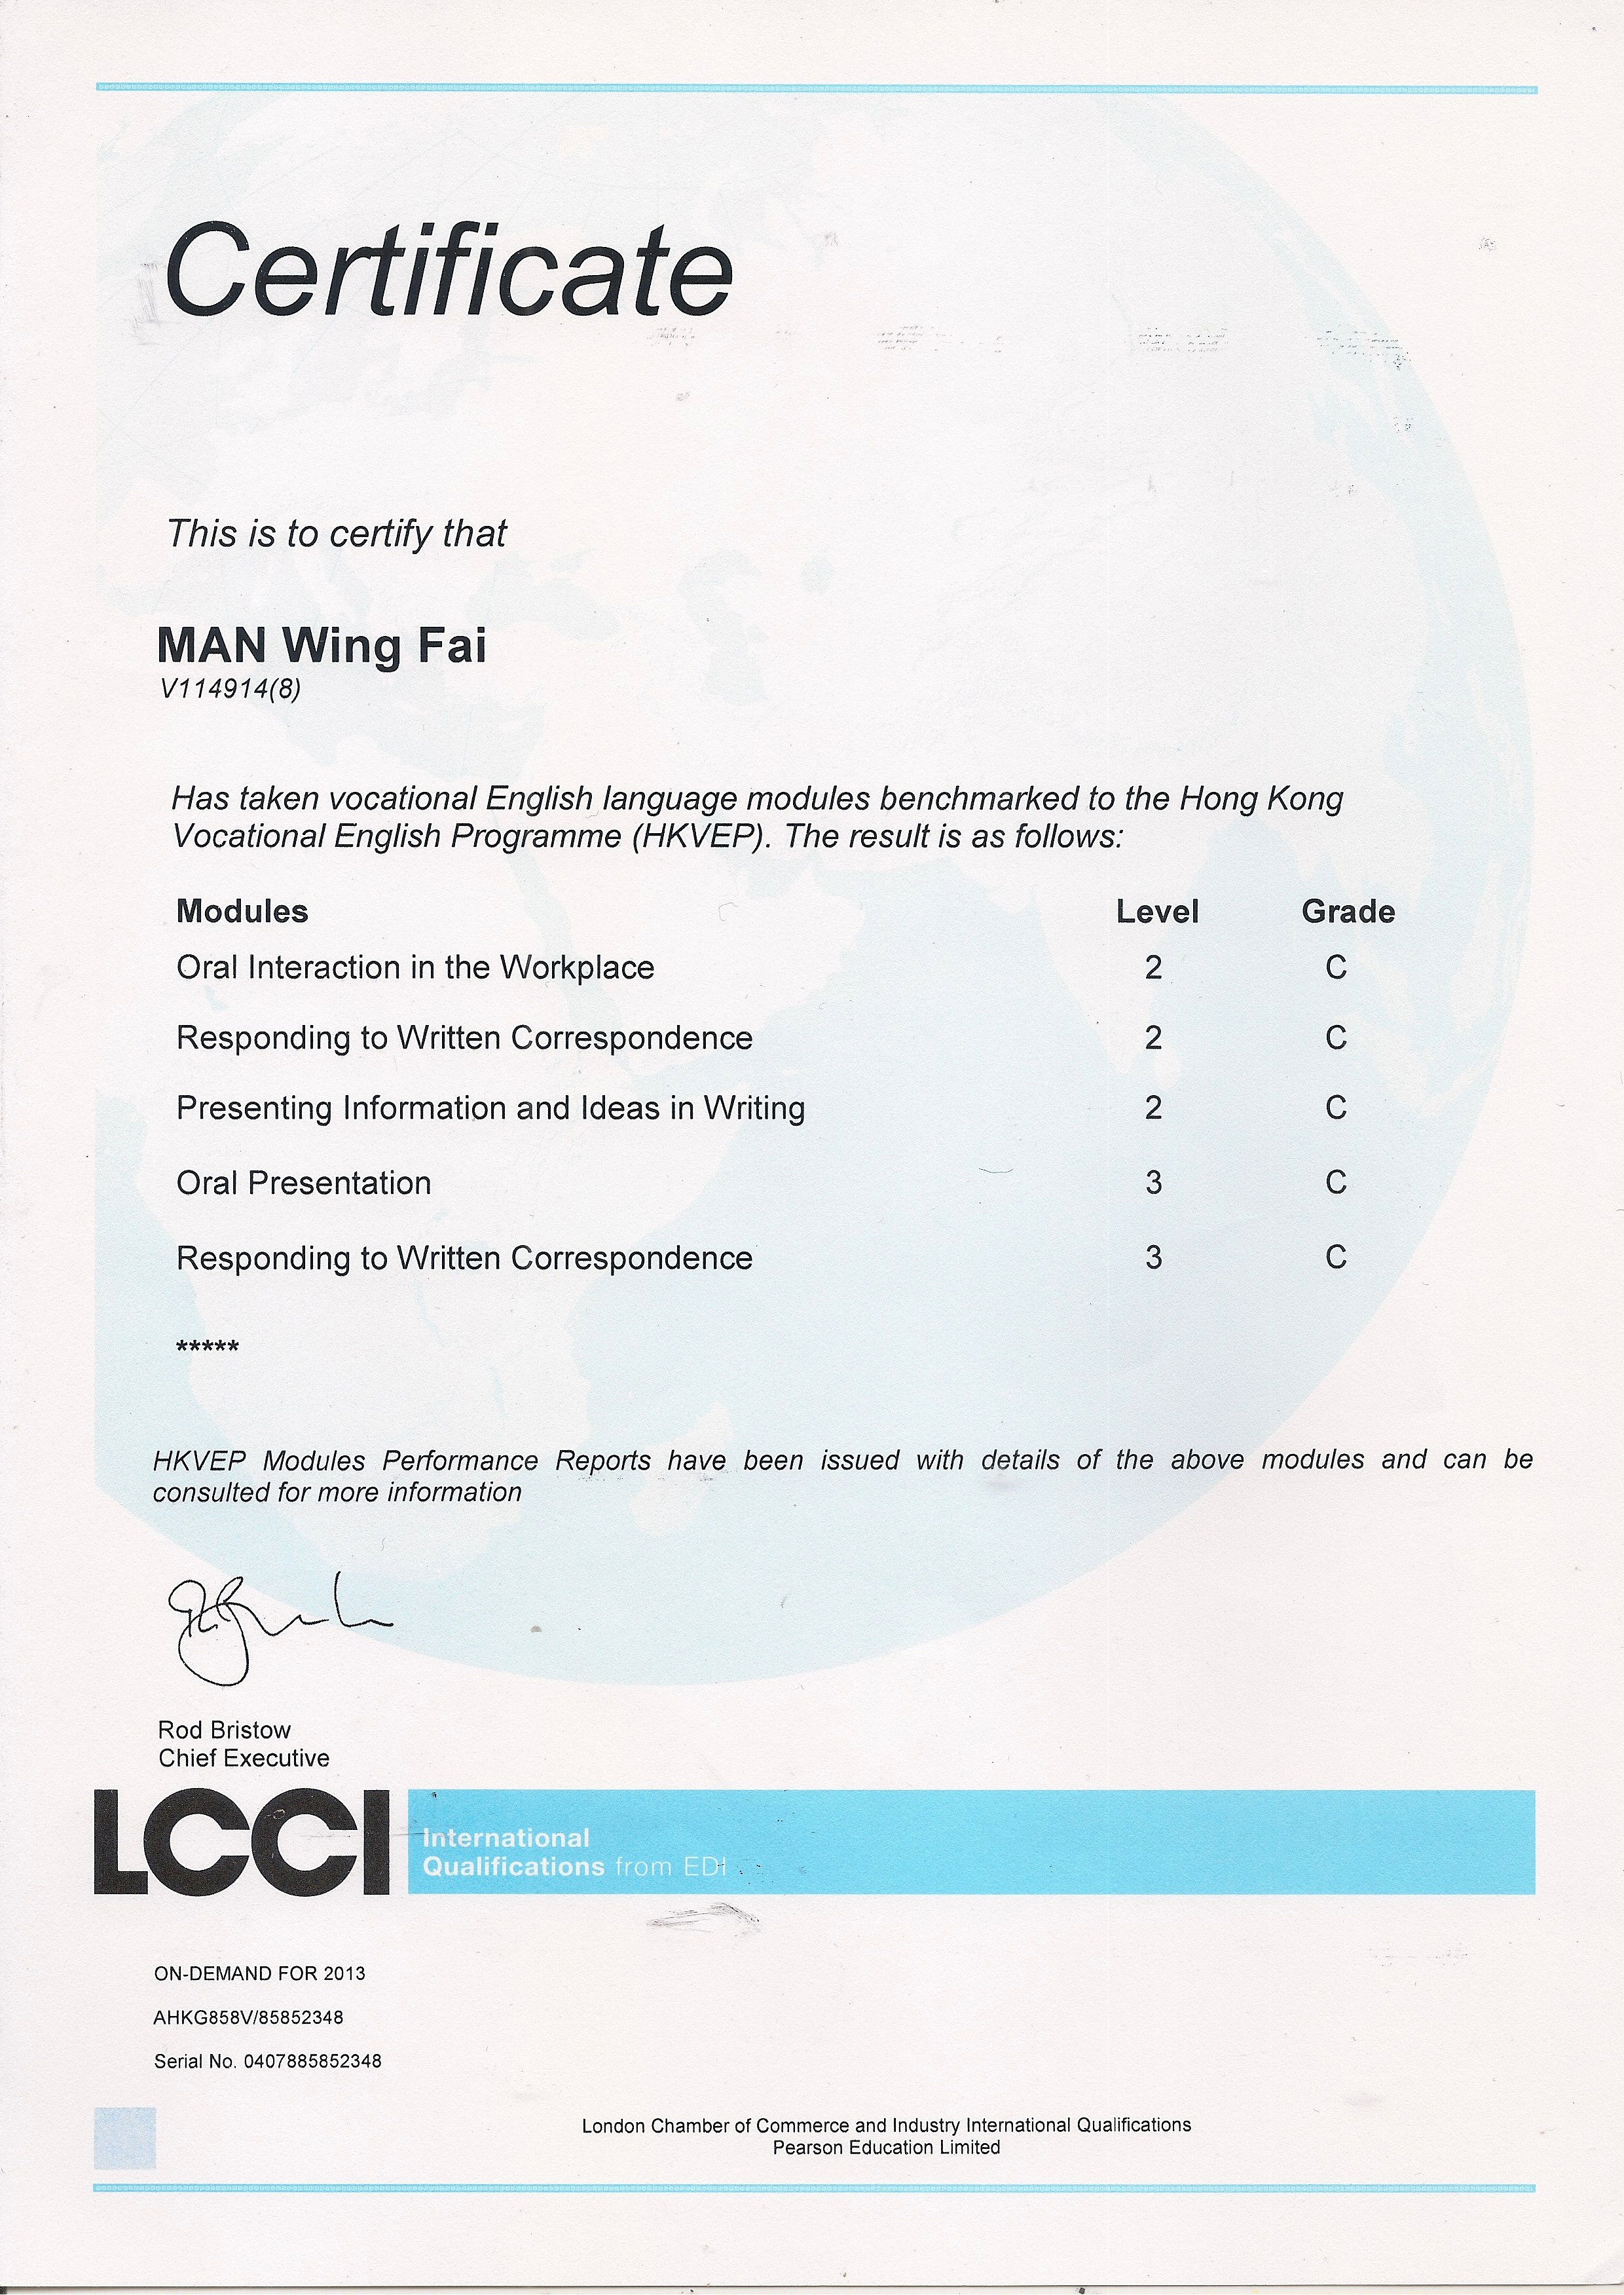 Certificate
This is to certify that
MAN Wing Fai
V114914(8)
Has taken vocational English language modules benchmarked to the Hong Kong
Vocational English Programme (HKVEP). The result is as follows:
Modules Level Grade
Oral Interaction in the Workplace 2 C
Responding to Written Correspondence 2 C
Presenting Information and Ideas in Writing 2 C
Oral Presentation 3 C
Responding to Written Correspondence 3 C
*****
HKVEP Modules Performance Reports have been issued with details of the above modules and can be
consulted for more information
Rod Bristow
Chief Executive
LCCI
International
Qualifications from EDI
ON-DEMAND FOR 2013
AHKG858V/85852348
Serial No. 0407885852348
London Chamber of Commerce and Industry International Qualifications
Pearson Education Limited